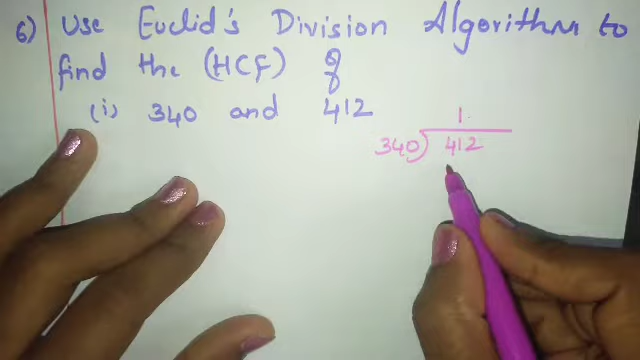 6) Use Euclid's Division Algorithm to
find the (HCF) of
(i) 340 and 412
1
340) 412